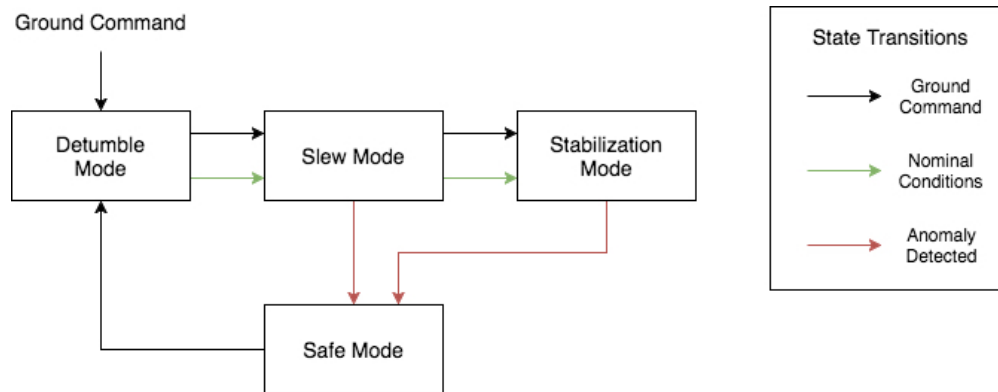 Ground Command
Detumble
Mode
Slew Mode
Stabilization
Mode
Safe Mode
State Transitions
Ground
Command
Nominal
Conditions
Anomaly
Detected